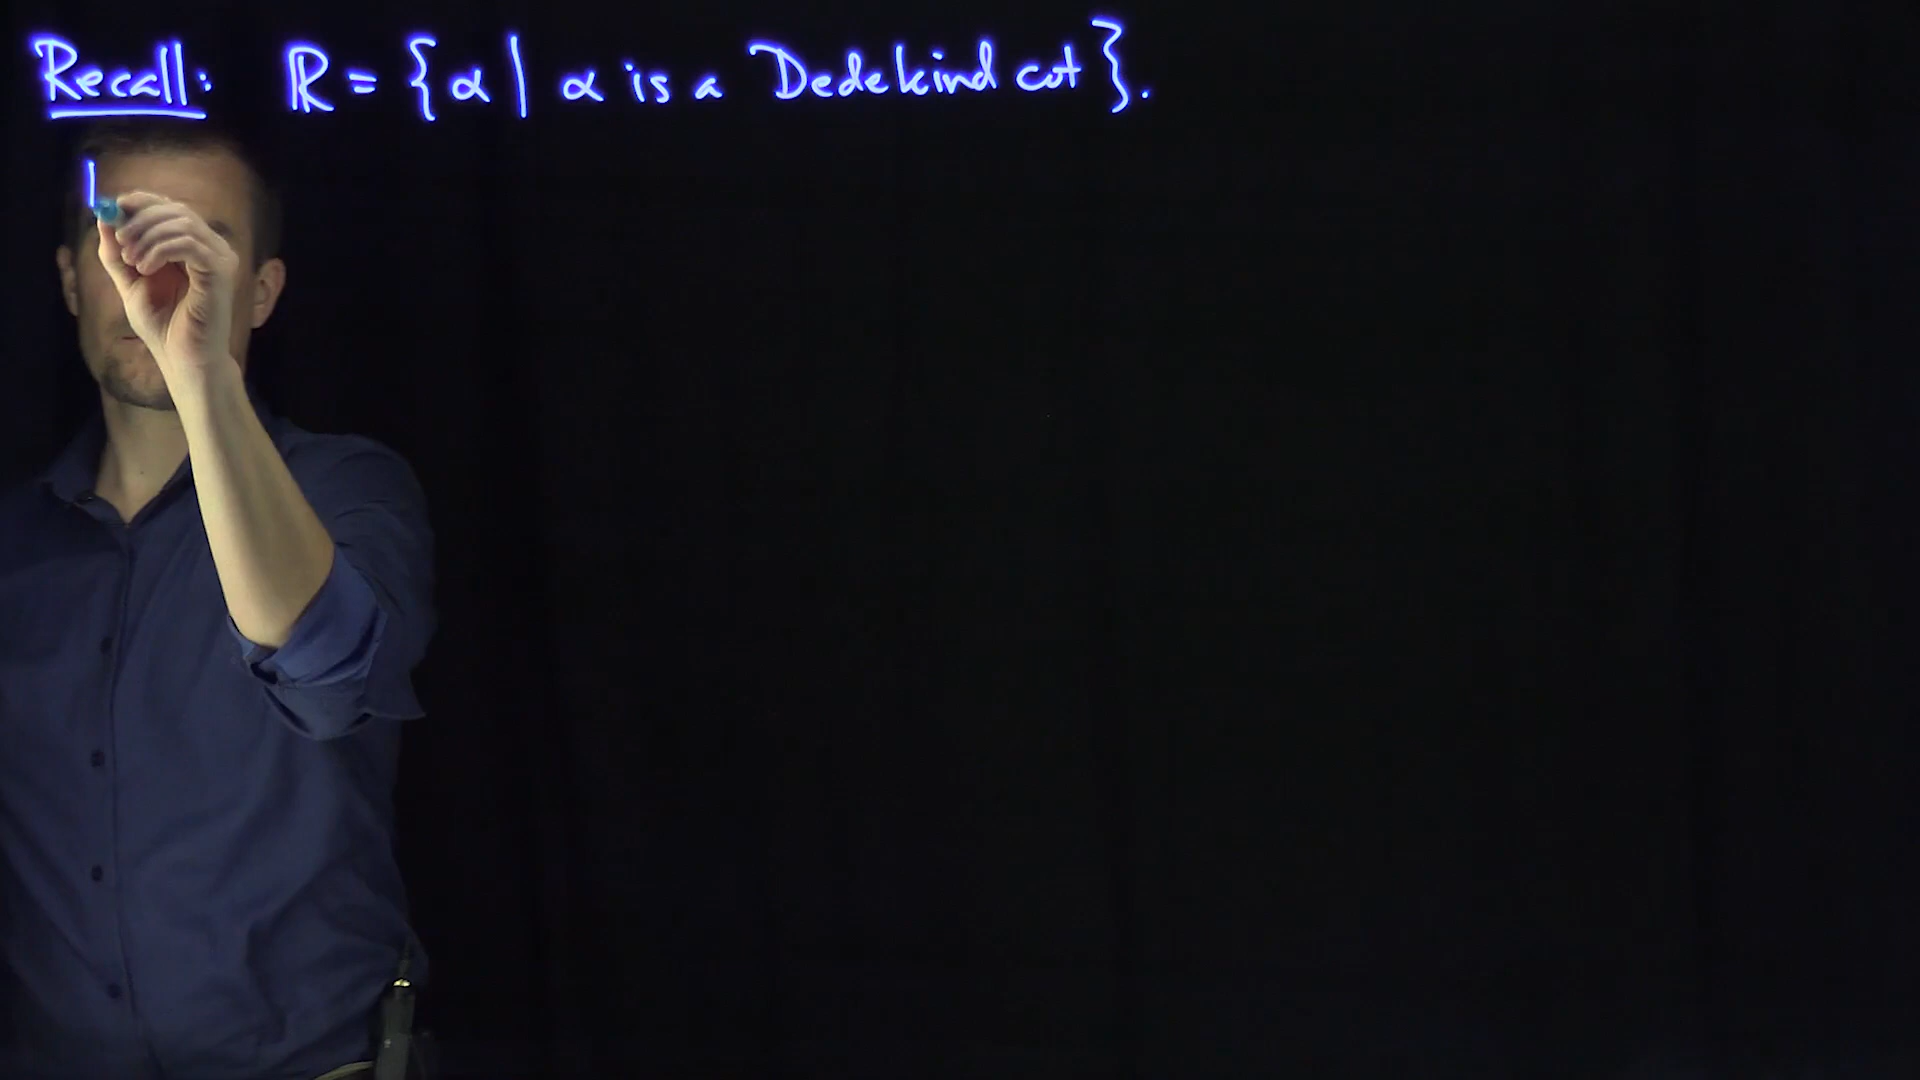 Recall: ℝ = {α | α is a Dedekind cut}.